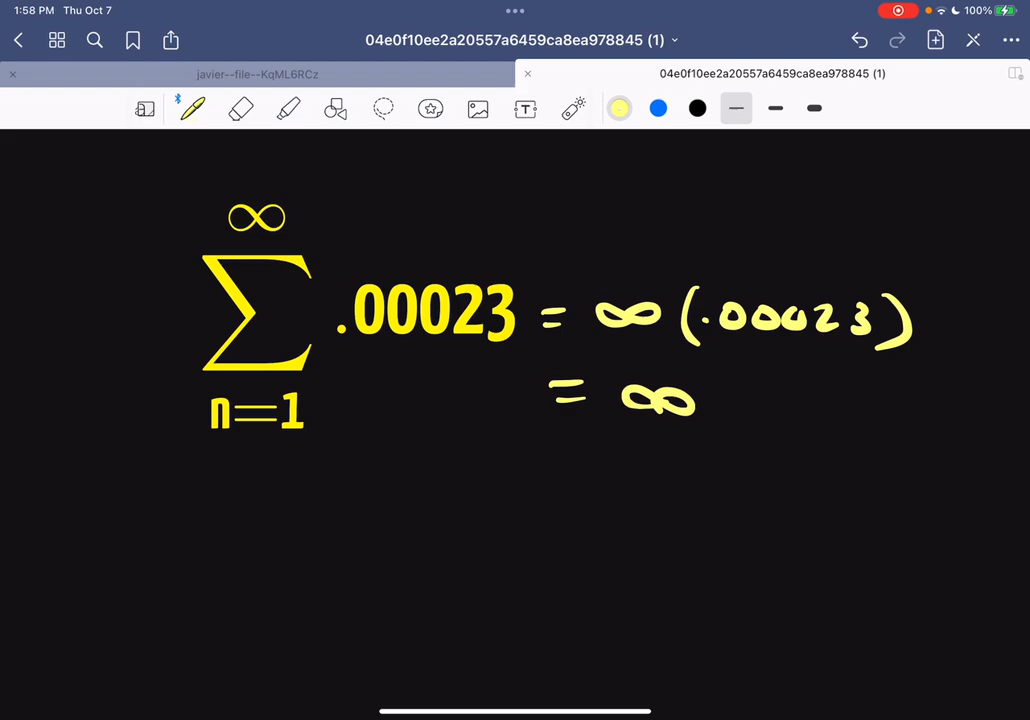 1:58 PM Thu Oct 7
100%
04e0f10ee2a20557a6459ca8ea978845 (1)
javier--file--KqML6RCz
04e0f10ee2a20557a6459ca8ea978845 (1)
T
∞
∑ .00023 = ∞ (.00023)
n=1
= ∞